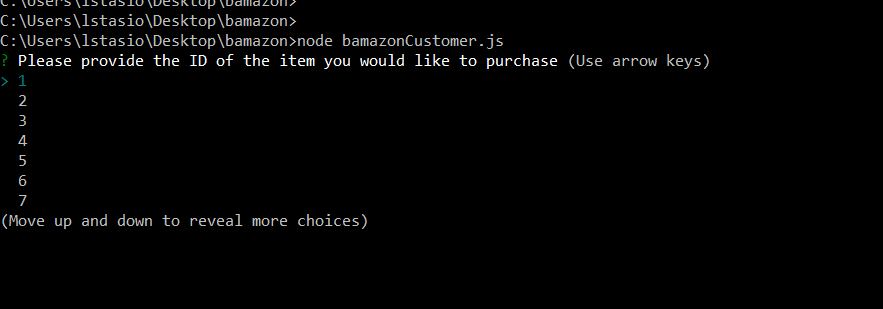 C:\Users\lstasio\Desktop\bamazon>
C:\Users\lstasio\Desktop\bamazon>
C:\Users\lstasio\Desktop\bamazon>node bamazonCustomer.js
? Please provide the ID of the item you would like to purchase (Use arrow keys)
> 1
2
3
4
5
6
7
(Move up and down to reveal more choices)